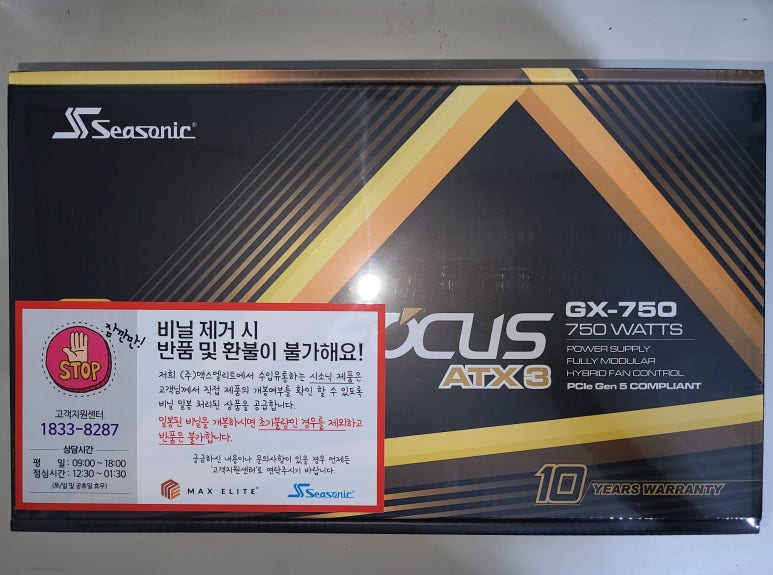 Seasonic®
FOCUS
ATX 3
GX-750
750 WATTS
POWER SUPPLY
FULLY MODULAR
HYBRID FAN CONTROL
PCIe Gen 5 COMPLIANT
10 YEARS WARRANTY
잠깐만!
STOP
고객지원센터
1833-8287
상담시간
평 일 : 09:00 ~ 18:00
점심시간 : 12:30 ~ 01:30
(토/일 및 공휴일 휴무)
비닐 제거 시
반품 및 환불이 불가해요!
저희 (주)맥스엘리트에서 수입유통하는 시소닉 제품은
고객님께서 직접 제품의 개봉여부를 확인 할 수 있도록
비닐 밀봉 처리된 상품을 공급합니다.
밀봉된 비닐을 개봉하시면 초기불량인 경우를 제외하고
반품은 불가합니다.
궁금하신 내용이나 문의사항이 있을 경우 언제든
'고객지원센터'로 연락주시기 바랍니다.
MAX ELITE®
Seasonic®